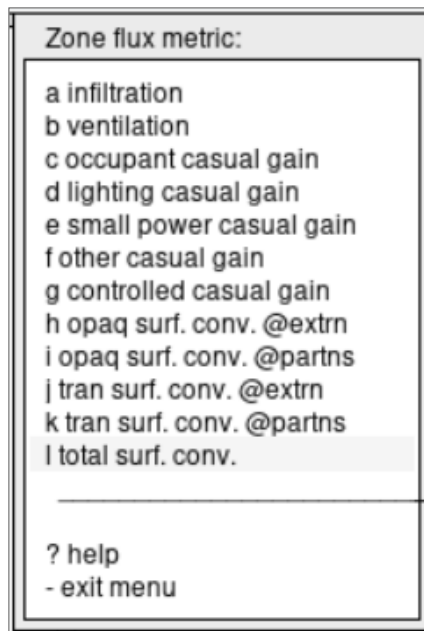 Zone flux metric:
a infiltration
b ventilation
c occupant casual gain
d lighting casual gain
e small power casual gain
f other casual gain
g controlled casual gain
h opaq surf. conv. @extrn
i opaq surf. conv. @partns
j tran surf. conv. @extrn
k tran surf. conv. @partns
l total surf. conv.
? help
- exit menu